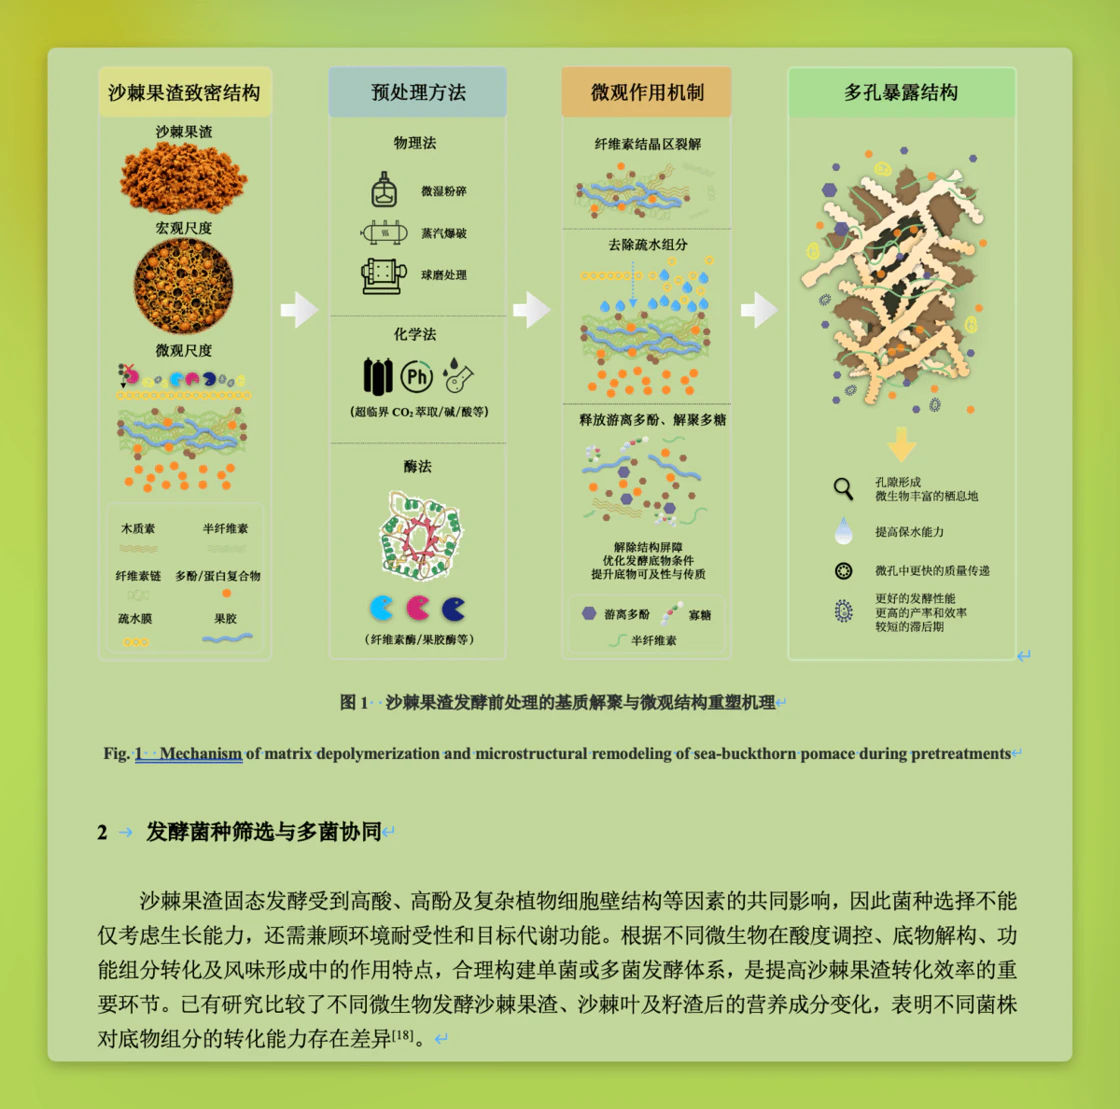 沙棘果渣致密结构
沙棘果渣
宏观尺度
微观尺度
木质素
半纤维素
纤维素链
多酚/蛋白复合物
疏水膜
果胶
预处理方法
物理法
微湿粉碎
蒸汽爆破
球磨处理
化学法
Ph
(超临界 CO₂ 萃取/碱/酸等)
酶法
(纤维素酶/果胶酶等)
微观作用机制
纤维素结晶区裂解
去除疏水组分
释放游离多酚、解聚多糖
解除结构屏障
优化发酵底物条件
提升底物可及性与传质
游离多酚
寡糖
半纤维素
多孔暴露结构
孔隙形成
微生物丰富的栖息地
提高保水能力
微孔中更快的质量传递
更好的发酵性能
更高的产率和效率
较短的滞后期
图 1 沙棘果渣发酵前处理的基质解聚与微观结构重塑机理
Fig. 1 Mechanism of matrix depolymerization and microstructural remodeling of sea-buckthorn pomace during pretreatments
2 → 发酵菌种筛选与多菌协同
沙棘果渣固态发酵受到高酸、高酚及复杂植物细胞壁结构等因素的共同影响，因此菌种选择不能
仅考虑生长能力，还需兼顾环境耐受性和目标代谢功能。根据不同微生物在酸度调控、底物解构、功
能组分转化及风味形成中的作用特点，合理构建单菌或多菌发酵体系，是提高沙棘果渣转化效率的重
要环节。已有研究比较了不同微生物发酵沙棘果渣、沙棘叶及籽渣后的营养成分变化，表明不同菌株
对底物组分的转化能力存在差异[18]。